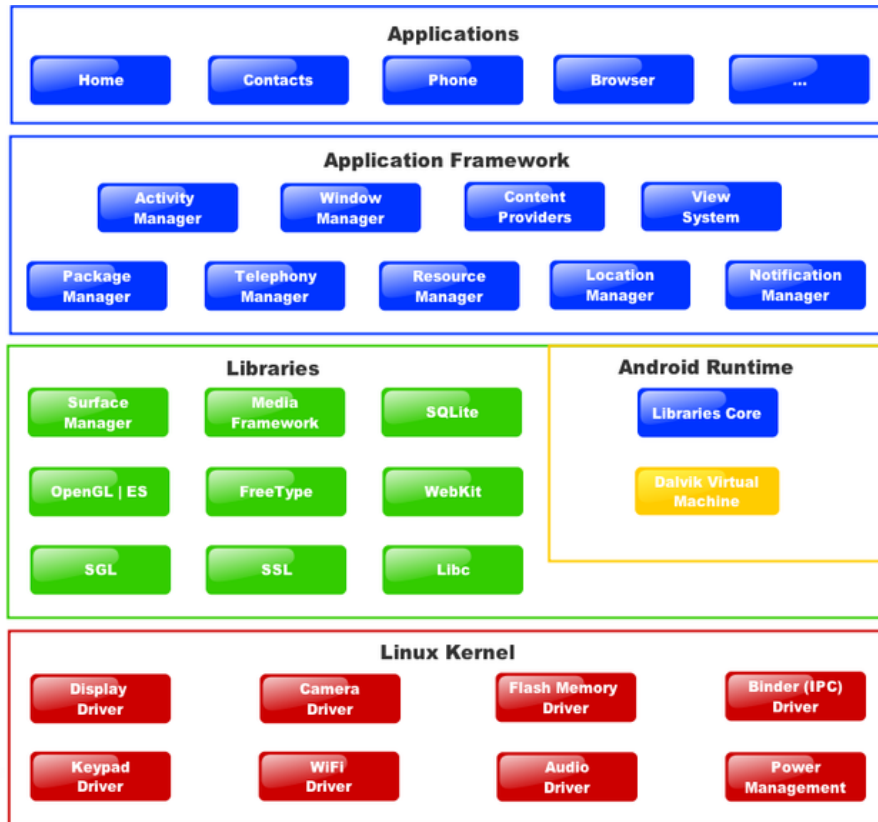 Applications
Home
Contacts
Phone
Browser
...
Application Framework
Activity
Manager
Window
Manager
Content
Providers
View
System
Package
Manager
Telephony
Manager
Resource
Manager
Location
Manager
Notification
Manager
Libraries
Surface
Manager
Media
Framework
SQLite
OpenGL | ES
FreeType
WebKit
SGL
SSL
Libc
Android Runtime
Libraries Core
Dalvik Virtual
Machine
Linux Kernel
Display
Driver
Camera
Driver
Flash Memory
Driver
Binder (IPC)
Driver
Keypad
Driver
WiFi
Driver
Audio
Driver
Power
Management